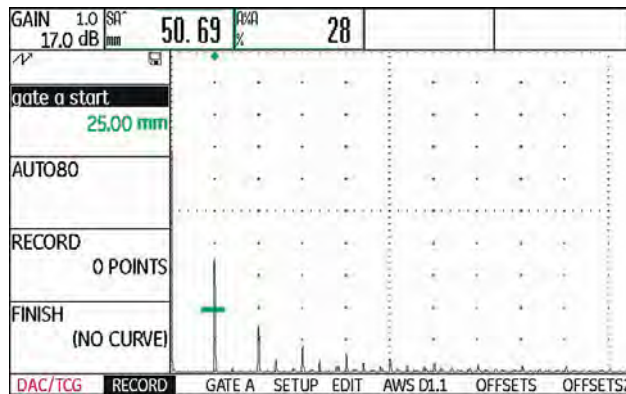 GAIN 1.0 SA^ 50.69 A%A 28
17.0 dB mm %
gate a start
25.00 mm
AUTO80
RECORD
0 POINTS
FINISH
(NO CURVE)
DAC/TCG RECORD GATE A SETUP EDIT AWS D1.1 OFFSETS OFFSETS2